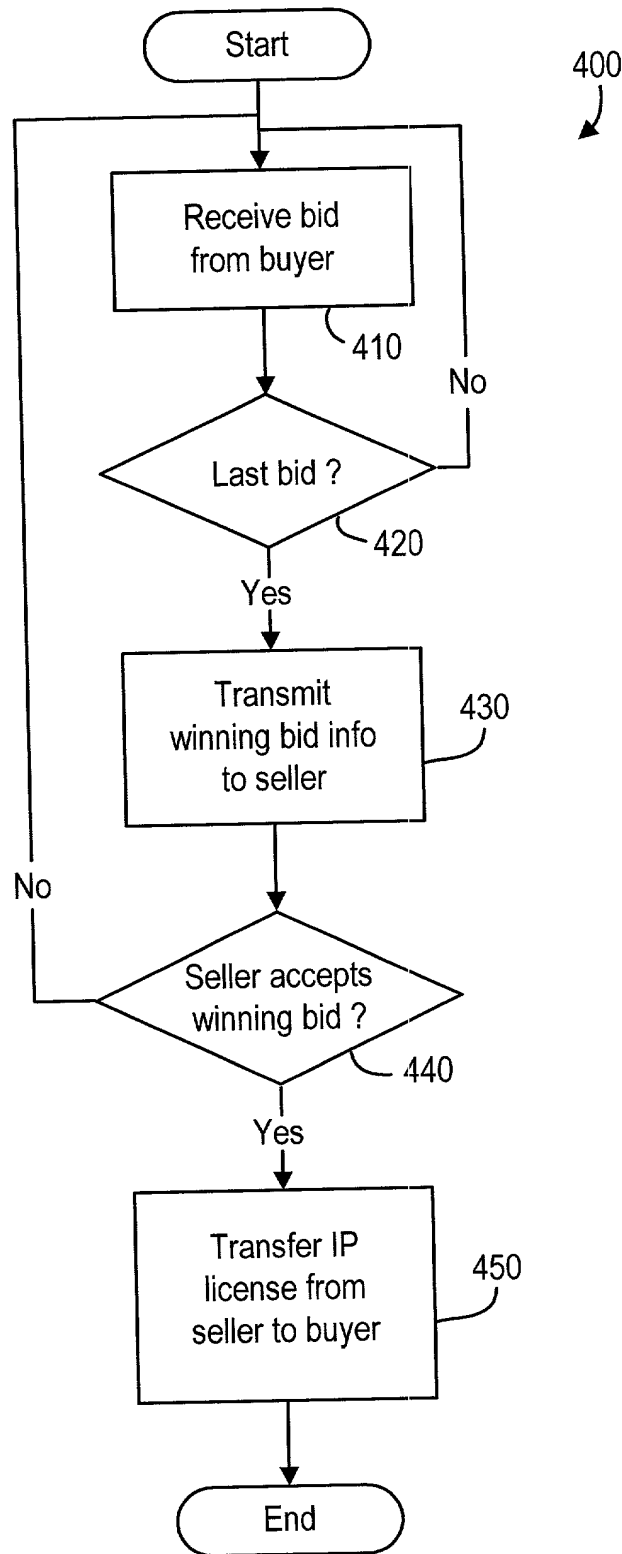 Start
400
Receive bid
from buyer
410
No
Last bid ?
420
Yes
Transmit
winning bid info
to seller
430
No
Seller accepts
winning bid ?
440
Yes
Transfer IP
license from
seller to buyer
450
End